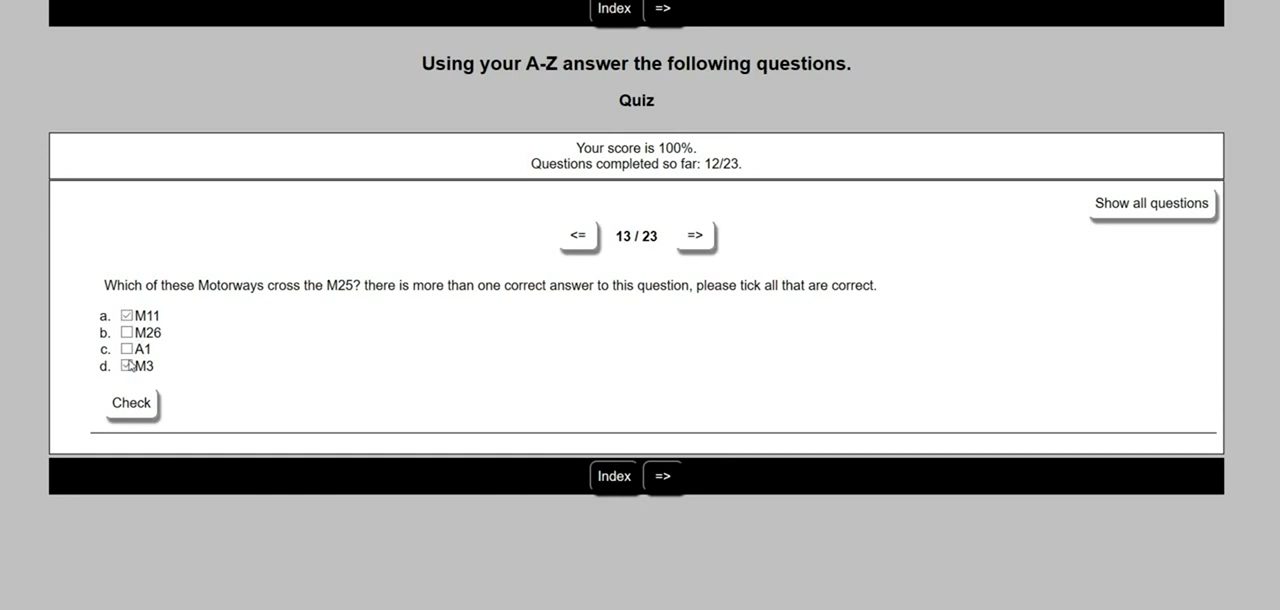 Index =>
Using your A-Z answer the following questions.
Quiz
Your score is 100%.
Questions completed so far: 12/23.
Show all questions
<= 13 / 23 =>
Which of these Motorways cross the M25? there is more than one correct answer to this question, please tick all that are correct.
a. M11
b. M26
c. A1
d. M3
Check
Index =>